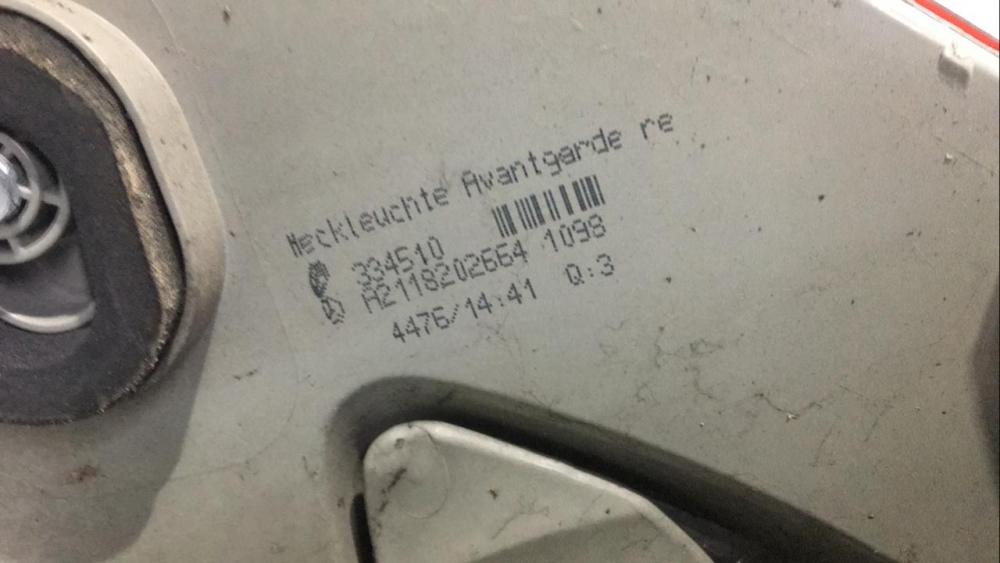 Heckleuchte Avantgarde re
334510
A2118202664 1098
4476/14:41 Q:3